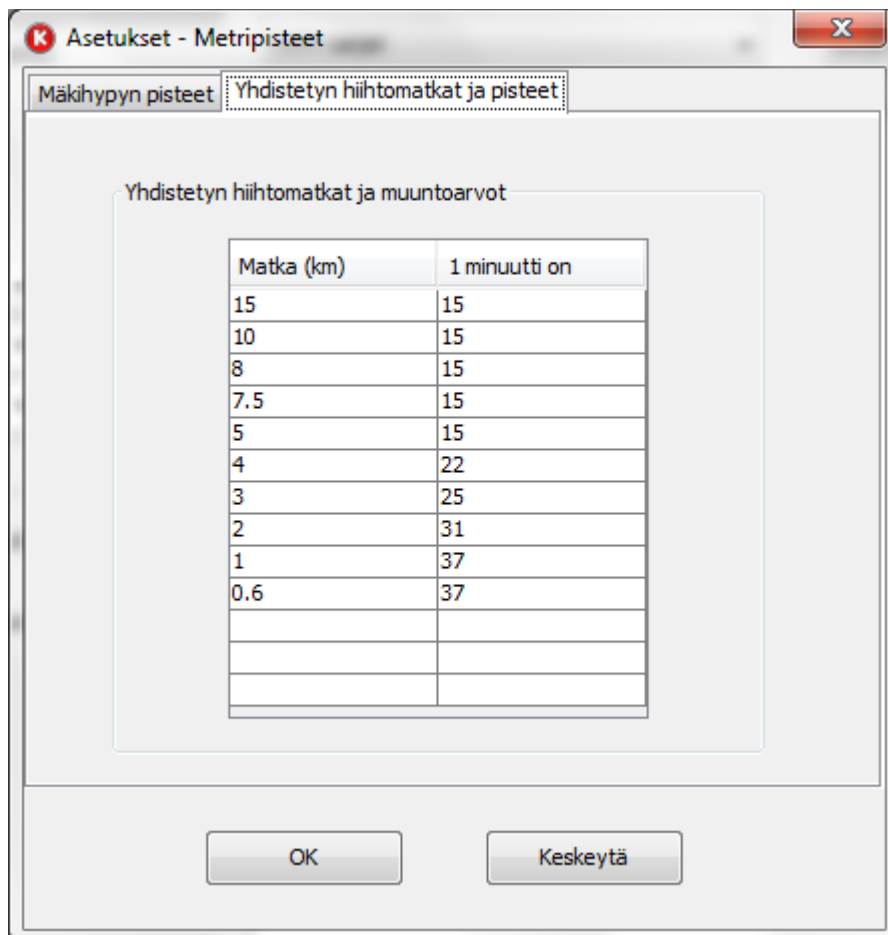 K Asetukset - Metripisteet
Mäkihypyn pisteet Yhdistetyn hiihtomatkat ja pisteet
Yhdistetyn hiihtomatkat ja muuntoarvot
Matka (km) 1 minuutti on
15 15
10 15
8 15
7.5 15
5 15
4 22
3 25
2 31
1 37
0.6 37
OK Keskeytä